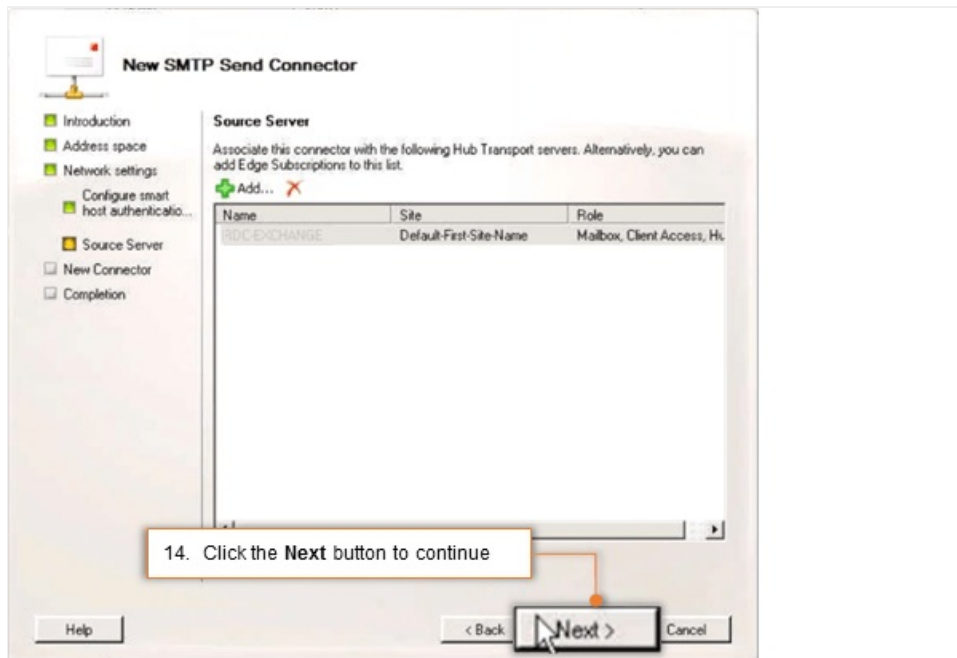 New SMTP Send Connector
Introduction
Address space
Network settings
Configure smart
host authenticatio...
Source Server
New Connector
Completion
Source Server
Associate this connector with the following Hub Transport servers. Alternatively, you can
add Edge Subscriptions to this list.
Add...
Name Site Role
RDC-EXCHANGE Default-First-Site-Name Mailbox, Client Access, Hu
14. Click the Next button to continue
Help < Back Next > Cancel